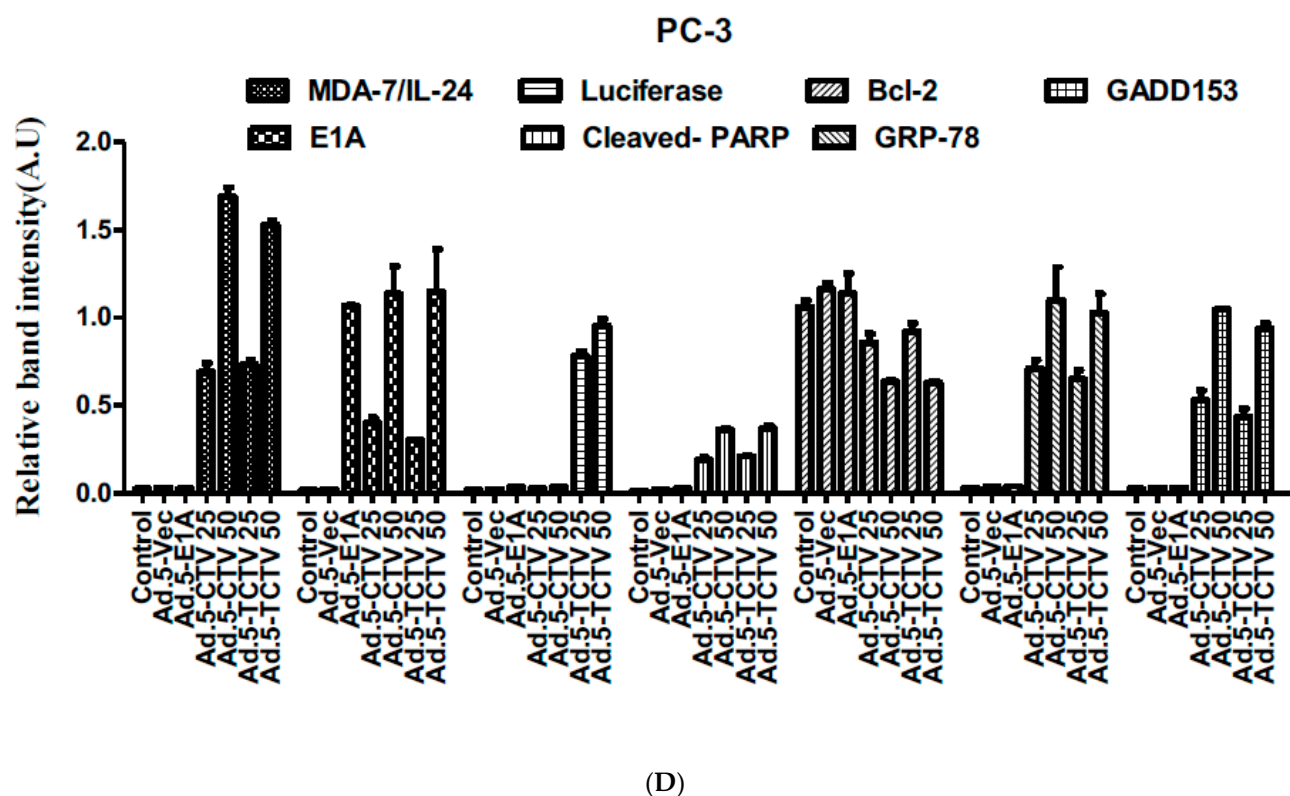 PC-3
MDA-7/IL-24 Luciferase Bcl-2 GADD153
E1A Cleaved- PARP GRP-78
Relative band intensity(A.U)
2.0
1.5
1.0
0.5
0.0
Control
Ad.5-Vec
Ad.5-E1A
Ad.5-CTV 25
Ad.5-CTV 50
Ad.5-TCTV 25
Ad.5-TCTV 50
Control
Ad.5-Vec
Ad.5-E1A
Ad.5-CTV 25
Ad.5-CTV 50
Ad.5-TCTV 25
Ad.5-TCTV 50
Control
Ad.5-Vec
Ad.5-E1A
Ad.5-CTV 25
Ad.5-CTV 50
Ad.5-TCTV 25
Ad.5-TCTV 50
Control
Ad.5-Vec
Ad.5-E1A
Ad.5-CTV 25
Ad.5-CTV 50
Ad.5-TCTV 25
Ad.5-TCTV 50
Control
Ad.5-Vec
Ad.5-E1A
Ad.5-CTV 25
Ad.5-CTV 50
Ad.5-TCTV 25
Ad.5-TCTV 50
Control
Ad.5-Vec
Ad.5-E1A
Ad.5-CTV 25
Ad.5-CTV 50
Ad.5-TCTV 25
Ad.5-TCTV 50
Control
Ad.5-Vec
Ad.5-E1A
Ad.5-CTV 25
Ad.5-CTV 50
Ad.5-TCTV 25
Ad.5-TCTV 50
(D)